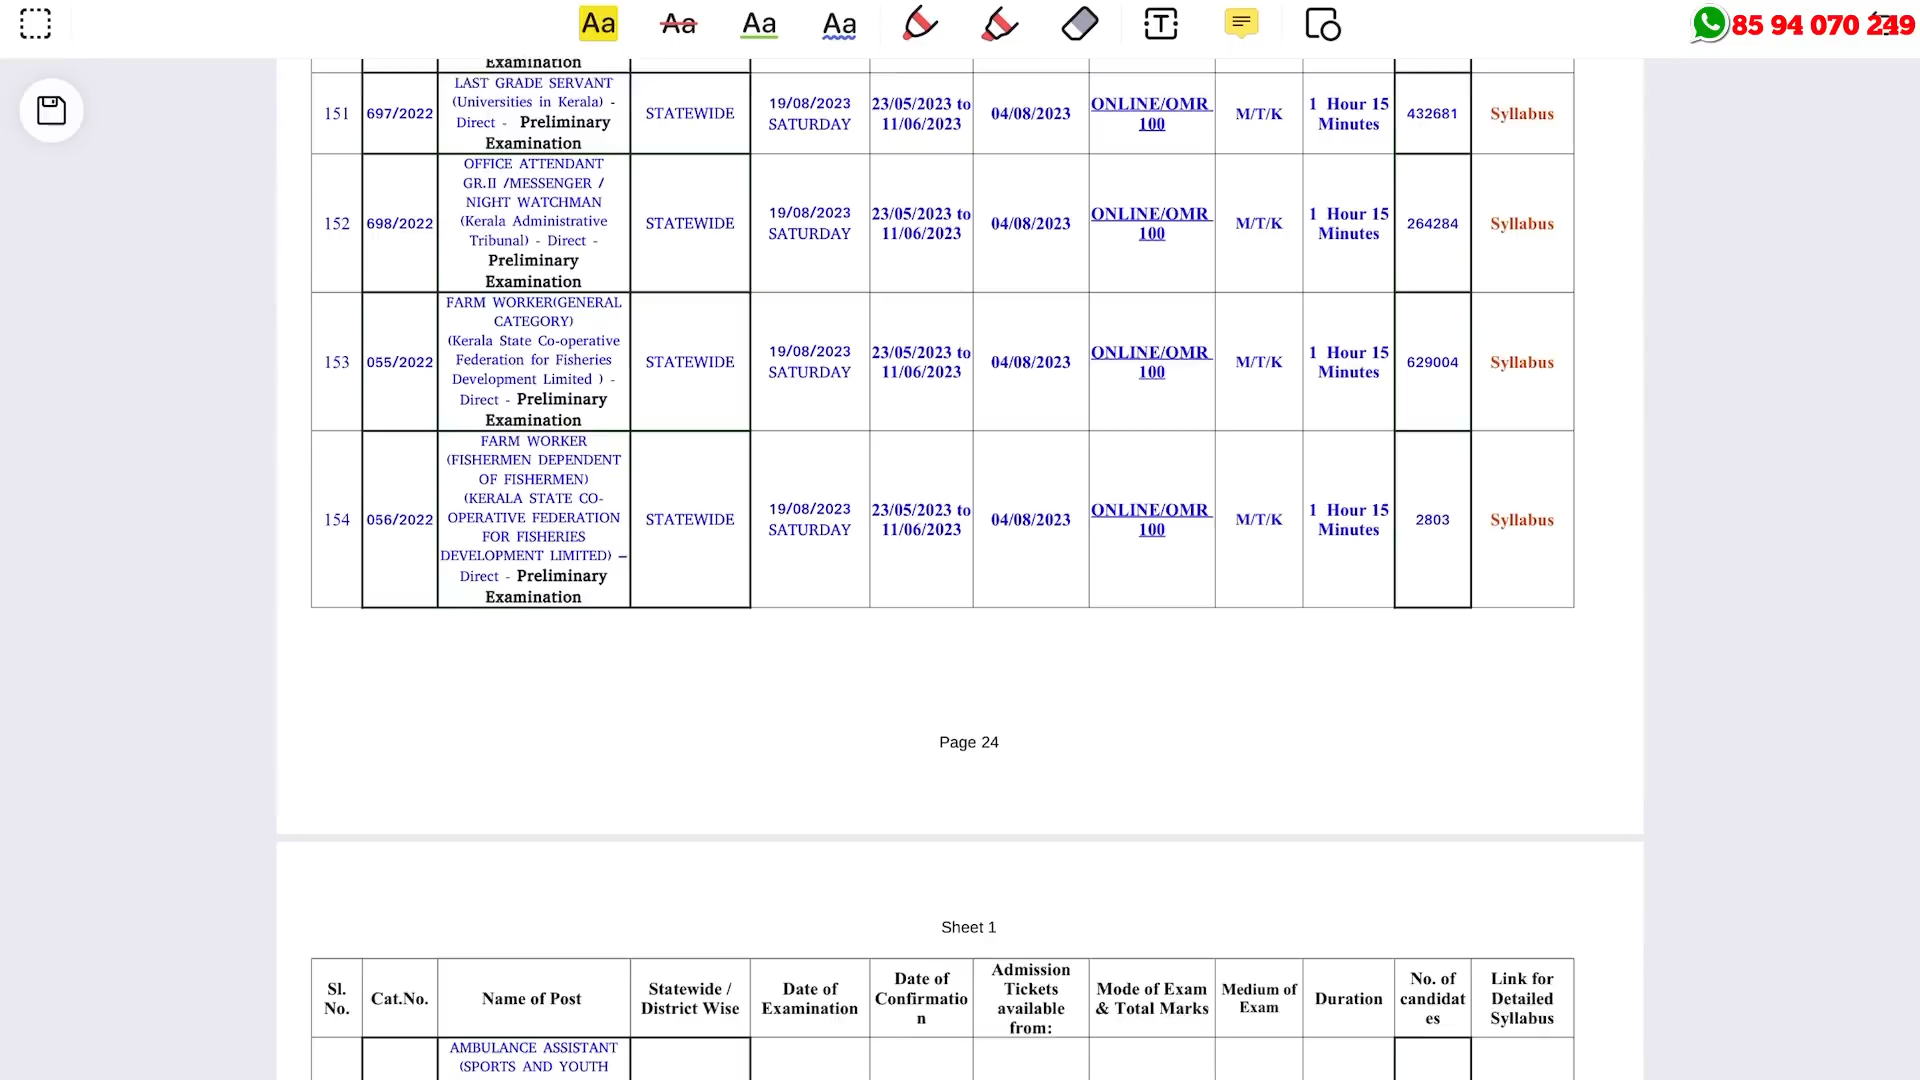 Aa Aa Aa Aa T
85 94 070 249
Examination
151 697/2022 LAST GRADE SERVANT STATEWIDE 19/08/2023 23/05/2023 to 04/08/2023 ONLINE/OMR M/T/K 1 Hour 15 432681 Syllabus
(Universities in Kerala) - SATURDAY 11/06/2023 100 Minutes
Direct - Preliminary
Examination
152 698/2022 OFFICE ATTENDANT STATEWIDE 19/08/2023 23/05/2023 to 04/08/2023 ONLINE/OMR M/T/K 1 Hour 15 264284 Syllabus
GR.II /MESSENGER / SATURDAY 11/06/2023 100 Minutes
NIGHT WATCHMAN
(Kerala Administrative
Tribunal) - Direct -
Preliminary
Examination
153 055/2022 FARM WORKER(GENERAL STATEWIDE 19/08/2023 23/05/2023 to 04/08/2023 ONLINE/OMR M/T/K 1 Hour 15 629004 Syllabus
CATEGORY) SATURDAY 11/06/2023 100 Minutes
(Kerala State Co-operative
Federation for Fisheries
Development Limited ) -
Direct - Preliminary
Examination
154 056/2022 FARM WORKER STATEWIDE 19/08/2023 23/05/2023 to 04/08/2023 ONLINE/OMR M/T/K 1 Hour 15 2803 Syllabus
(FISHERMEN DEPENDENT SATURDAY 11/06/2023 100 Minutes
OF FISHERMEN)
(KERALA STATE CO-
OPERATIVE FEDERATION
FOR FISHERIES
DEVELOPMENT LIMITED) –
Direct - Preliminary
Examination
Page 24
Sheet 1
Sl. No. Cat.No. Name of Post Statewide / District Wise Date of Examination Date of Confirmatio n Admission Tickets available from: Mode of Exam & Total Marks Medium of Exam Duration No. of candidat es Link for Detailed Syllabus
AMBULANCE ASSISTANT
(SPORTS AND YOUTH